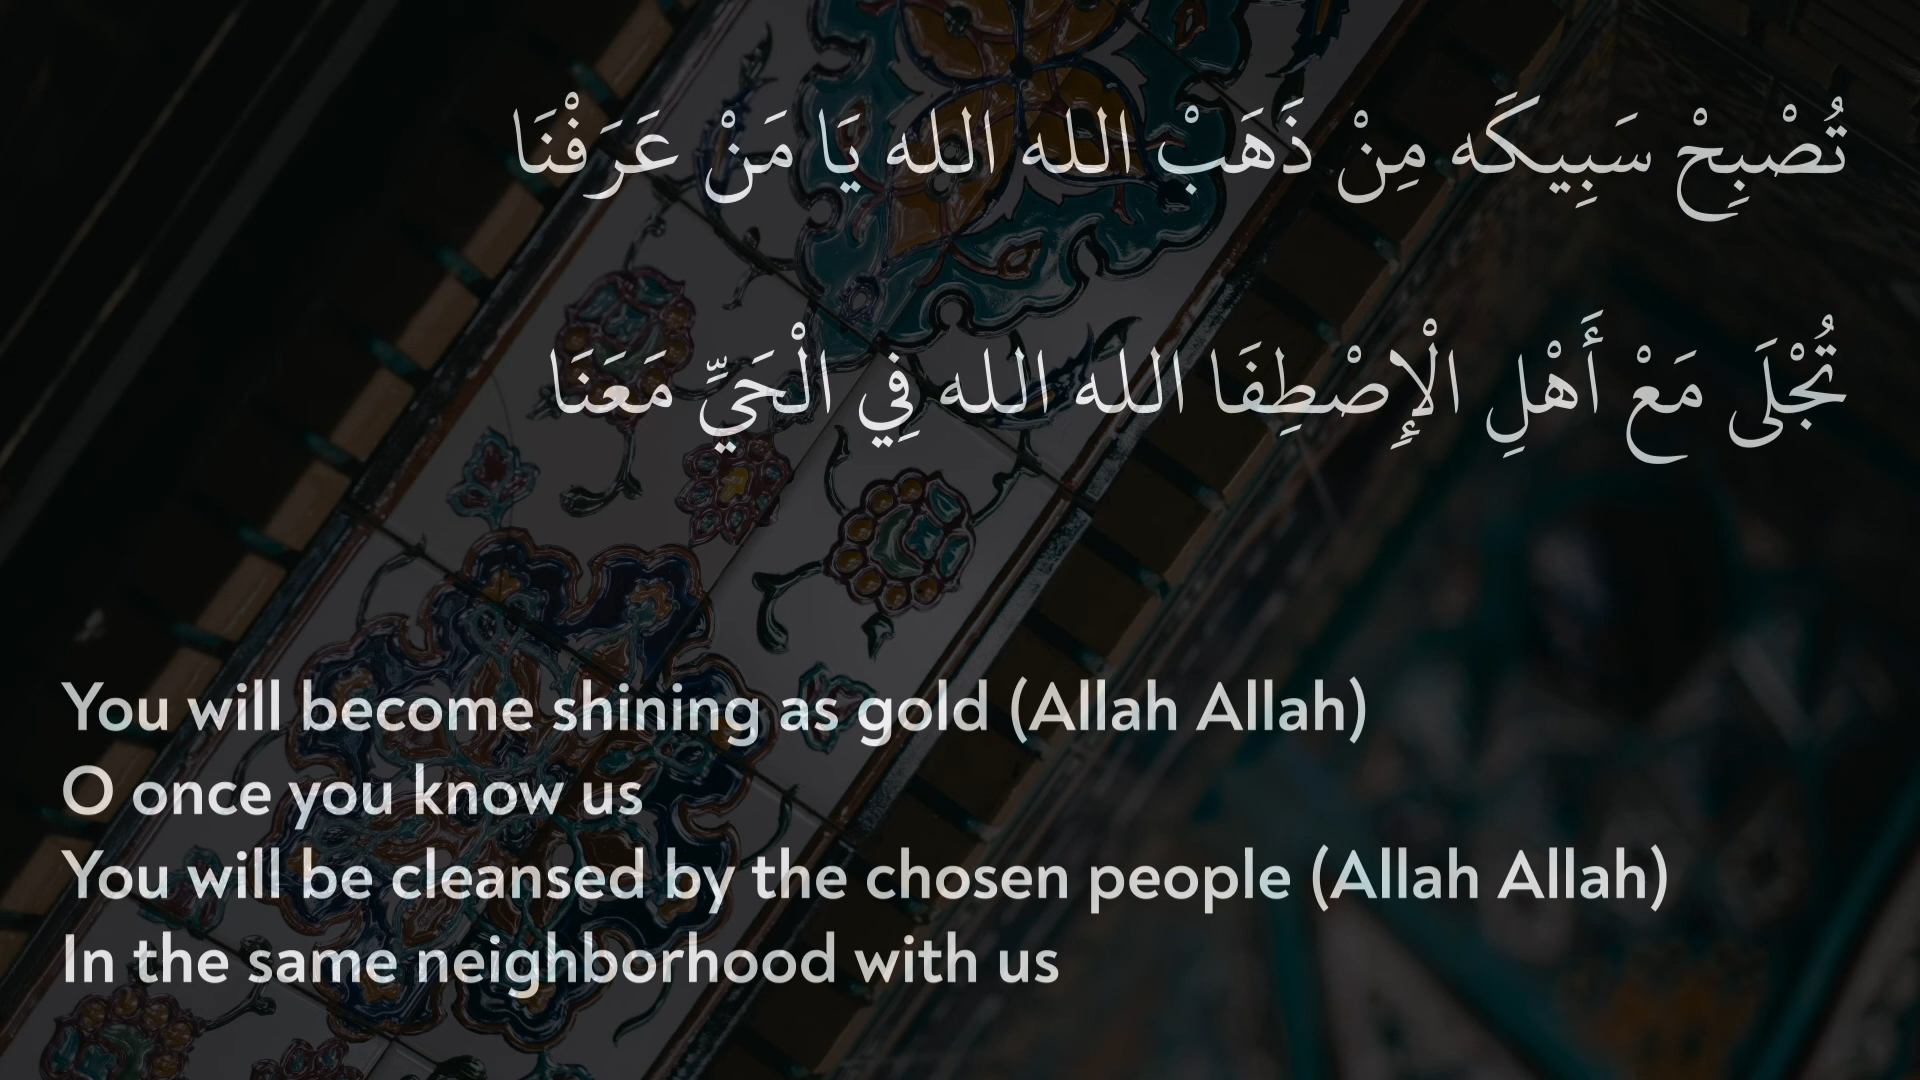 تُصْبِحْ سَبِيكَه مِنْ ذَهَبْ الله الله يَا مَنْ عَرَفْنَا
تُجْلَى مَعْ أَهْلِ الْإِصْطِفَا الله الله فِي الْحَيِّ مَعَنَا
You will become shining as gold (Allah Allah)
O once you know us
You will be cleansed by the chosen people (Allah Allah)
In the same neighborhood with us